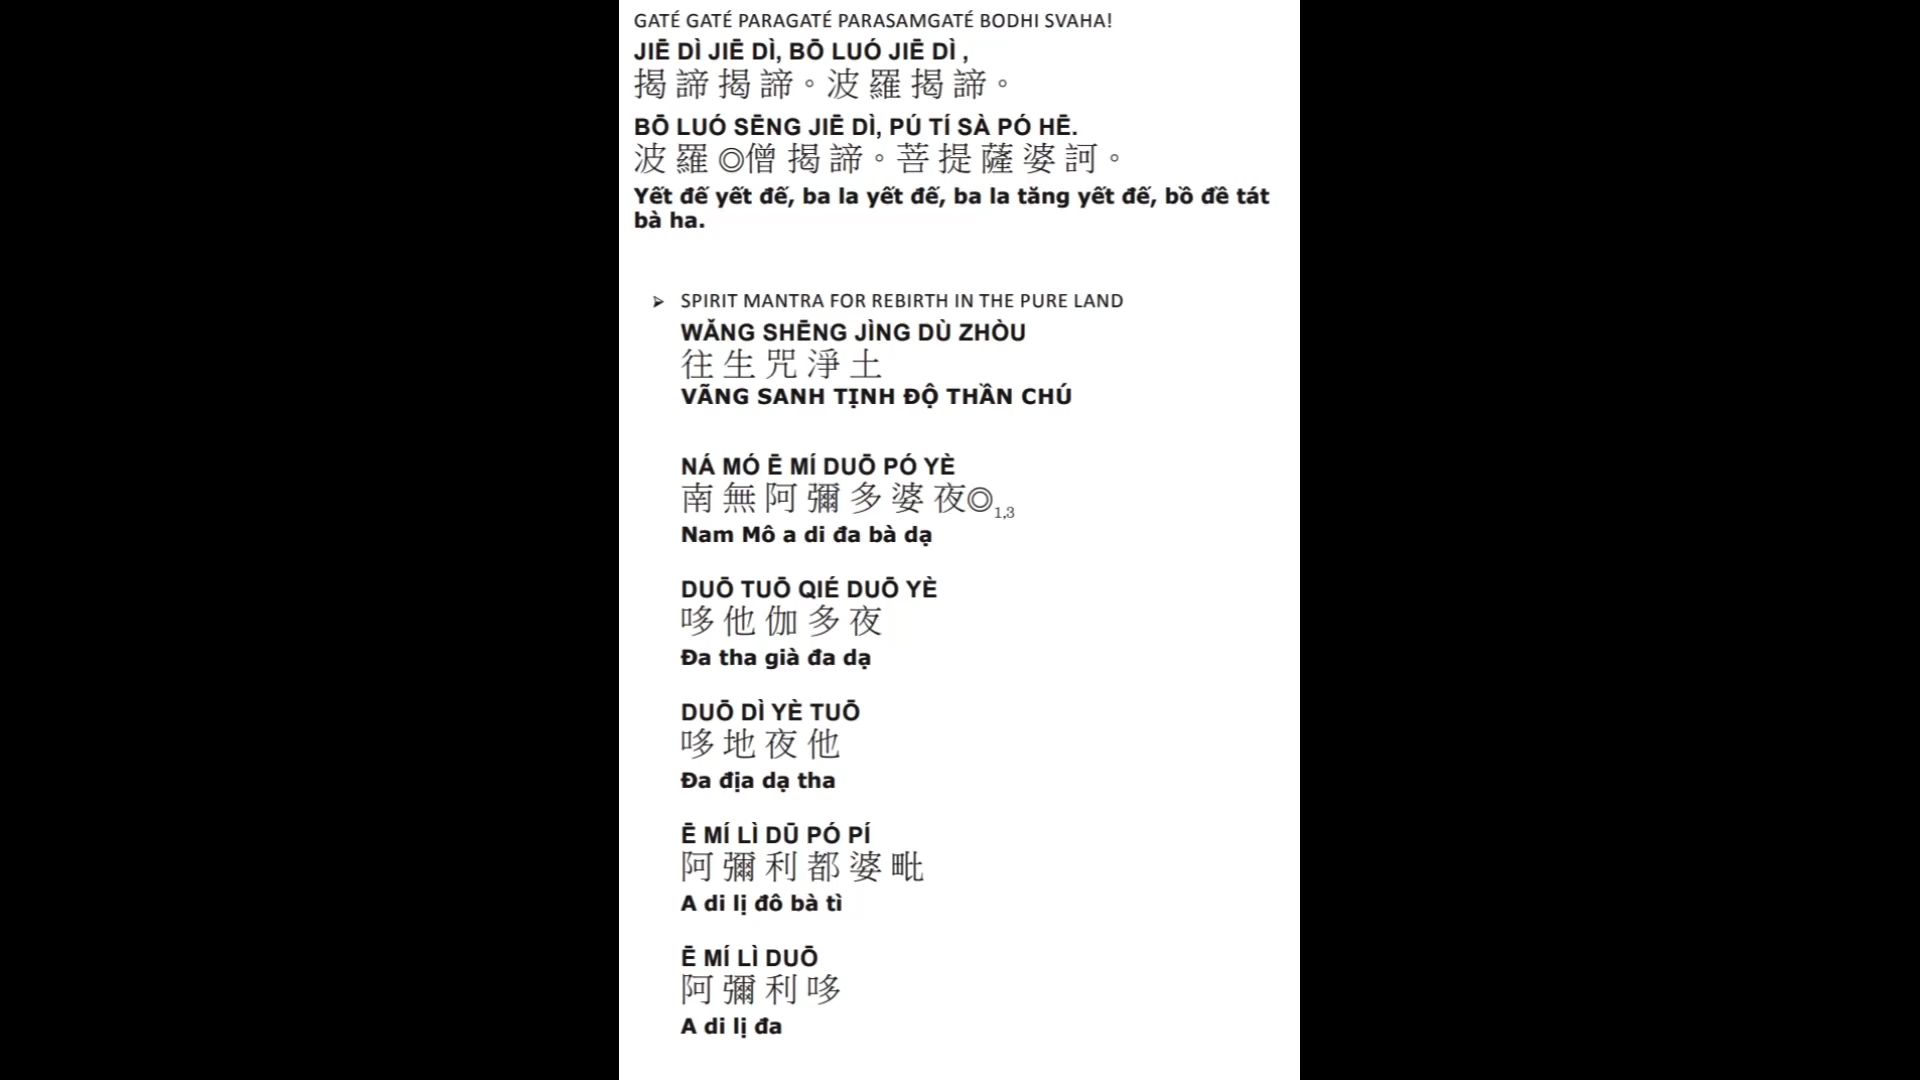 GATÉ GATÉ PARAGATÉ PARASAMGATÉ BODHI SVAHA!
JIĒ DÌ JIĒ DÌ, BŌ LUÓ JIĒ DÌ ,
揭 諦 揭 諦。波 羅 揭 諦。
BŌ LUÓ SĒNG JIĒ DÌ, PÚ TÍ SÀ PÓ HĒ.
波 羅 ◎僧 揭 諦。菩 提 薩 婆 訶。
Yết đế yết đế, ba la yết đế, ba la tăng yết đế, bồ đề tát
bà ha.
➢ SPIRIT MANTRA FOR REBIRTH IN THE PURE LAND
WǍNG SHĒNG JÌNG DÙ ZHÒU
往 生 咒 淨 土
VÃNG SANH TỊNH ĐỘ THẦN CHÚ
NÁ MÓ Ē MÍ DUŌ PÓ YÈ
南 無 阿 彌 多 婆 夜◎1,3
Nam Mô a di đa bà dạ
DUŌ TUŌ QIÉ DUŌ YÈ
哆 他 伽 多 夜
Đa tha già đa dạ
DUŌ DÌ YÈ TUŌ
哆 地 夜 他
Đa địa dạ tha
Ē MÍ LÌ DŪ PÓ PÍ
阿 彌 利 都 婆 毗
A di lị đô bà tì
Ē MÍ LÌ DUŌ
阿 彌 利 哆
A di lị đa